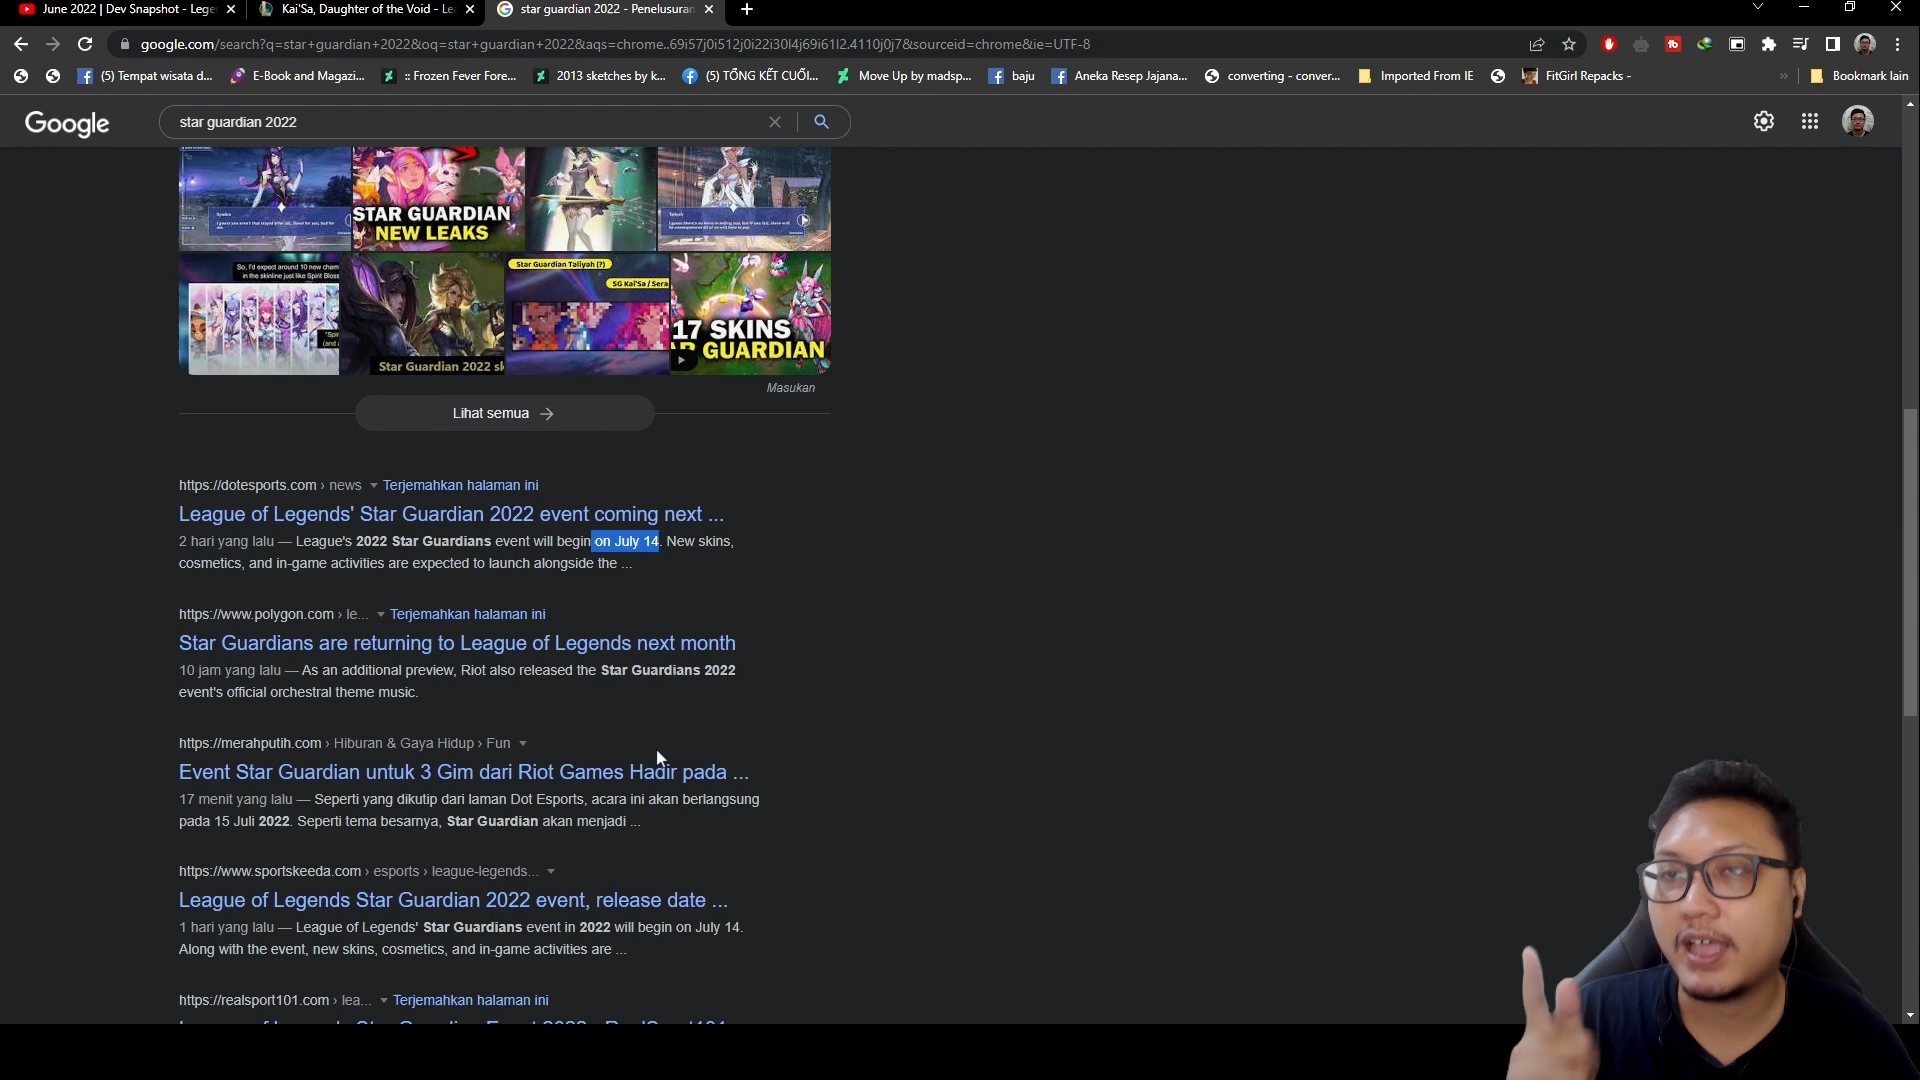 June 2022 | Dev Snapshot - Lege
Kai'Sa, Daughter of the Void - Le
star guardian 2022 - Penelusuran
google.com/search?q=star+guardian+2022&oq=star+guardian+2022&aqs=chrome..69i57j0i512j0i22i30l4j69i61l2.4110j0j7&sourceid=chrome&ie=UTF-8
(5) Tempat wisata d...
E-Book and Magazi...
:: Frozen Fever Fore...
2013 sketches by k...
(5) TỔNG KẾT CUỐI...
Move Up by madsp...
baju
Aneka Resep Jajana...
converting - conver...
Imported From IE
FitGirl Repacks -
Bookmark lain
Google
star guardian 2022
STAR GUARDIAN
NEW LEAKS
So, I'd expect around 10 new cham
in the skinline just like Spirit Bloss
Star Guardian 2022 sk
Star Guardian Taliyah (?)
SG Kai'Sa / Sera
17 SKINS
GUARDIAN
Masukan
Lihat semua
https://dotesports.com › news Terjemahkan halaman ini
League of Legends' Star Guardian 2022 event coming next ...
2 hari yang lalu — League's 2022 Star Guardians event will begin on July 14. New skins,
cosmetics, and in-game activities are expected to launch alongside the ...
https://www.polygon.com › le... Terjemahkan halaman ini
Star Guardians are returning to League of Legends next month
10 jam yang lalu — As an additional preview, Riot also released the Star Guardians 2022
event's official orchestral theme music.
https://merahputih.com › Hiburan & Gaya Hidup › Fun
Event Star Guardian untuk 3 Gim dari Riot Games Hadir pada ...
17 menit yang lalu — Seperti yang dikutip dari laman Dot Esports, acara ini akan berlangsung
pada 15 Juli 2022. Seperti tema besarnya, Star Guardian akan menjadi ...
https://www.sportskeeda.com › esports › league-legends...
League of Legends Star Guardian 2022 event, release date ...
1 hari yang lalu — League of Legends' Star Guardians event in 2022 will begin on July 14.
Along with the event, new skins, cosmetics, and in-game activities are ...
https://realsport101.com › lea... Terjemahkan halaman ini